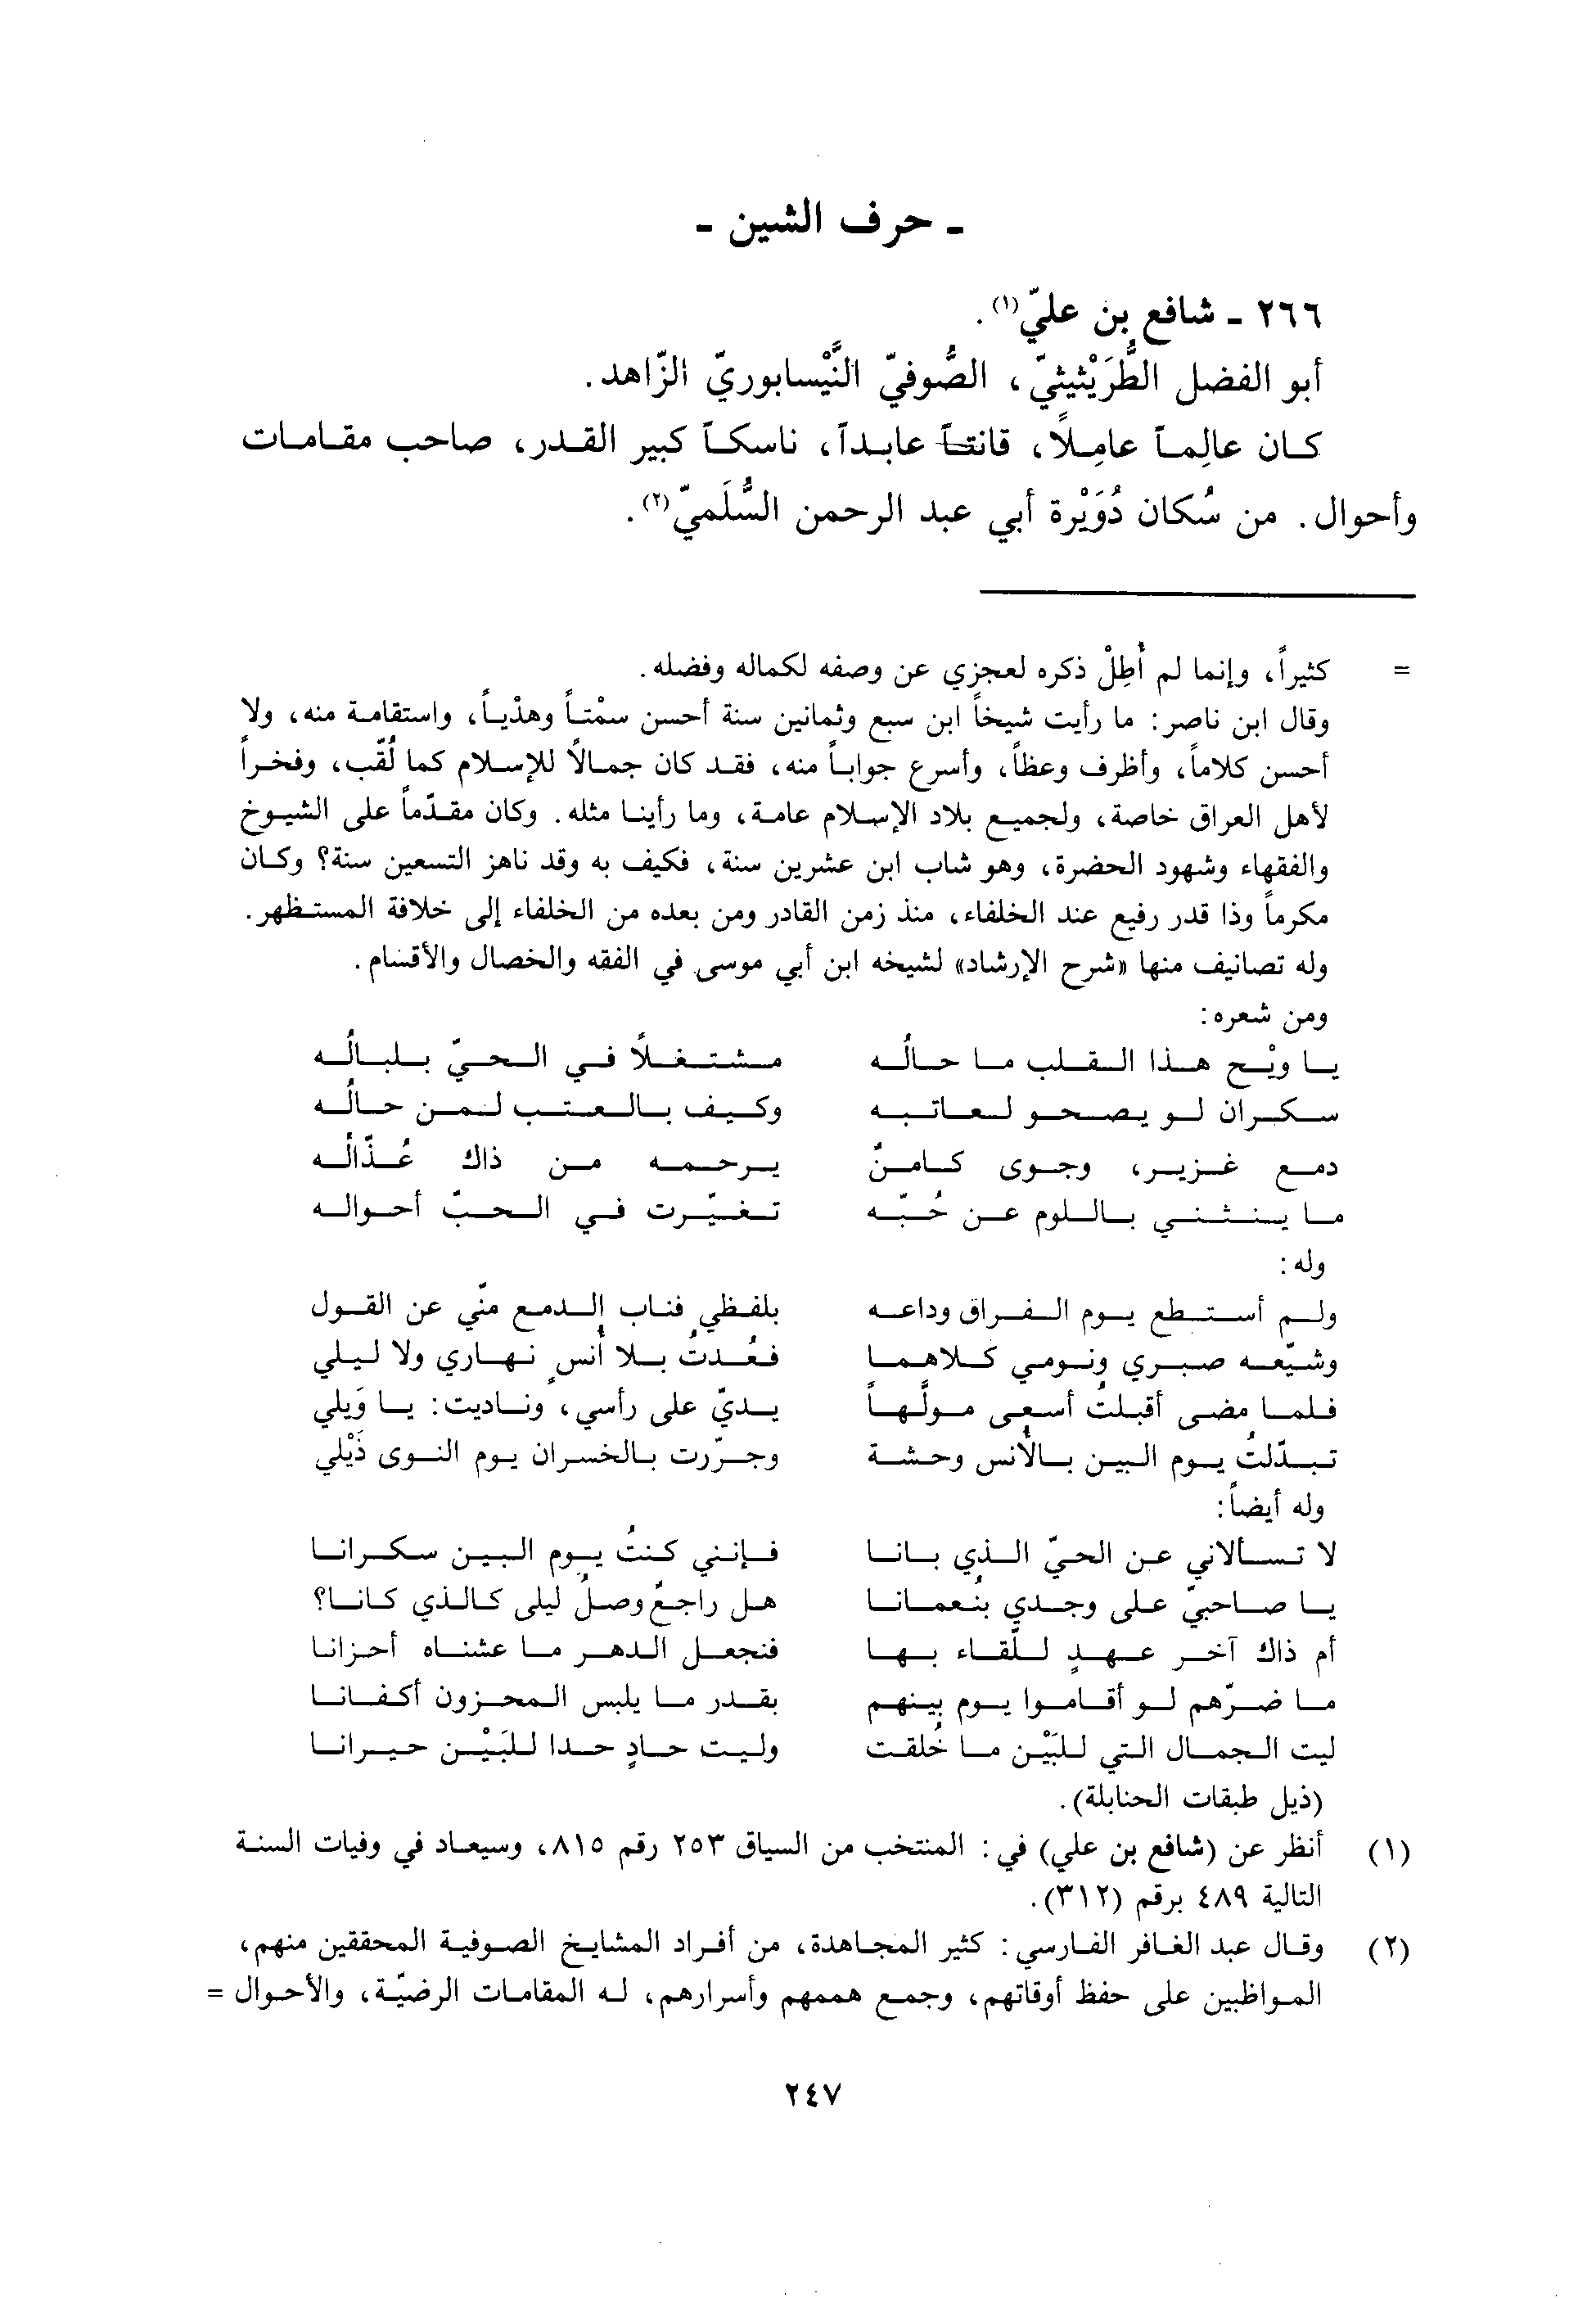 ـ حرف الشين ـ
٢٦٦ ـ شافع بن عليّ(١).
أبو الفضل الطُّرَيْثيثيّ، الصُّوفيّ النَّيْسابوريّ الزّاهد.
كان عالِماً عامِلاً، قانتاً عابداً، ناسكاً كبير القدر، صاحب مقامات
وأحوال. من سُكان دُوَيْرة أبي عبد الرحمن السُّلَميّ(٢).
= كثيراً، وإنما لم أُطِلْ ذكره لعجزي عن وصفه لكماله وفضله.
وقال ابن ناصر: ما رأيت شيخاً ابن سبع وثمانين سنة أحسن سمْتاً وهدْياً، واستقامة منه، ولا
أحسن كلاماً، وأظرف وعظاً، وأسرع جواباً منه، فقد كان جمالاً للإسلام كما لُقّب، وفخراً
لأهل العراق خاصة، ولجميع بلاد الإسلام عامة، وما رأينا مثله. وكان مقدّماً على الشيوخ
والفقهاء وشهود الحضرة، وهو شاب ابن عشرين سنة، فكيف به وقد ناهز التسعين سنة؟ وكان
مكرماً وذا قدر رفيع عند الخلفاء، منذ زمن القادر ومن بعده من الخلفاء إلى خلافة المستظهر.
وله تصانيف منها «شرح الإرشاد» لشيخه ابن أبي موسى في الفقه والخصال والأقسام.
ومن شعره:
يا ويْح هذا القلب ما حالُه مشتغلاً في الحيّ بلبالُه
سكران لو يصحو لعاتبه وكيف بالعتب لمن حالُه
دمع غزير، وجوى كامنٌ يرحمه من ذاك عُذّالُه
ما ينثني باللوم عن حُبّه تغيّرت في الحبّ أحواله
وله:
ولم أستطع يوم الفراق وداعه بلفظي فناب الدمع منّي عن القول
وشيّعه صبري ونومي كلاهما فعُدتُ بلا أُنسٍ نهاري ولا ليلي
فلما مضى أقبلتُ أسعى مولَّهاً يديّ على رأسي، وناديت: يا وَيلي
تبدّلتُ يوم البين بالأُنس وحشة وجرّرت بالخسران يوم النوى ذَيْلي
وله أيضاً:
لا تسألاني عن الحيّ الذي بانا فإنني كنتُ يوم البين سكرانا
يا صاحبيّ على وجدي بنُعمانا هل راجعٌ وصلُ ليلى كالذي كانا؟
أم ذاك آخر عهدٍ للّقاء بها فنجعل الدهر ما عشناه أحزانا
ما ضرّهم لو أقاموا يوم بينهم بقدر ما يلبس المحزون أكفانا
ليت الجمال التي للبَيْن ما خُلقت وليت حادٍ حدا للبَيْن حيرانا
(ذيل طبقات الحنابلة).
(١) أنظر عن (شافع بن علي) في: المنتخب من السياق ٢٥٣ رقم ٨١٥، وسيعاد في وفيات السنة
التالية ٤٨٩ برقم (٣١٢).
(٢) وقال عبد الغافر الفارسي: كثير المجاهدة، من أفراد المشايخ الصوفية المحققين منهم،
المواظبين على حفظ أوقاتهم، وجمع هممهم وأسرارهم، له المقامات الرضيّة، والأحوال =
٢٤٧